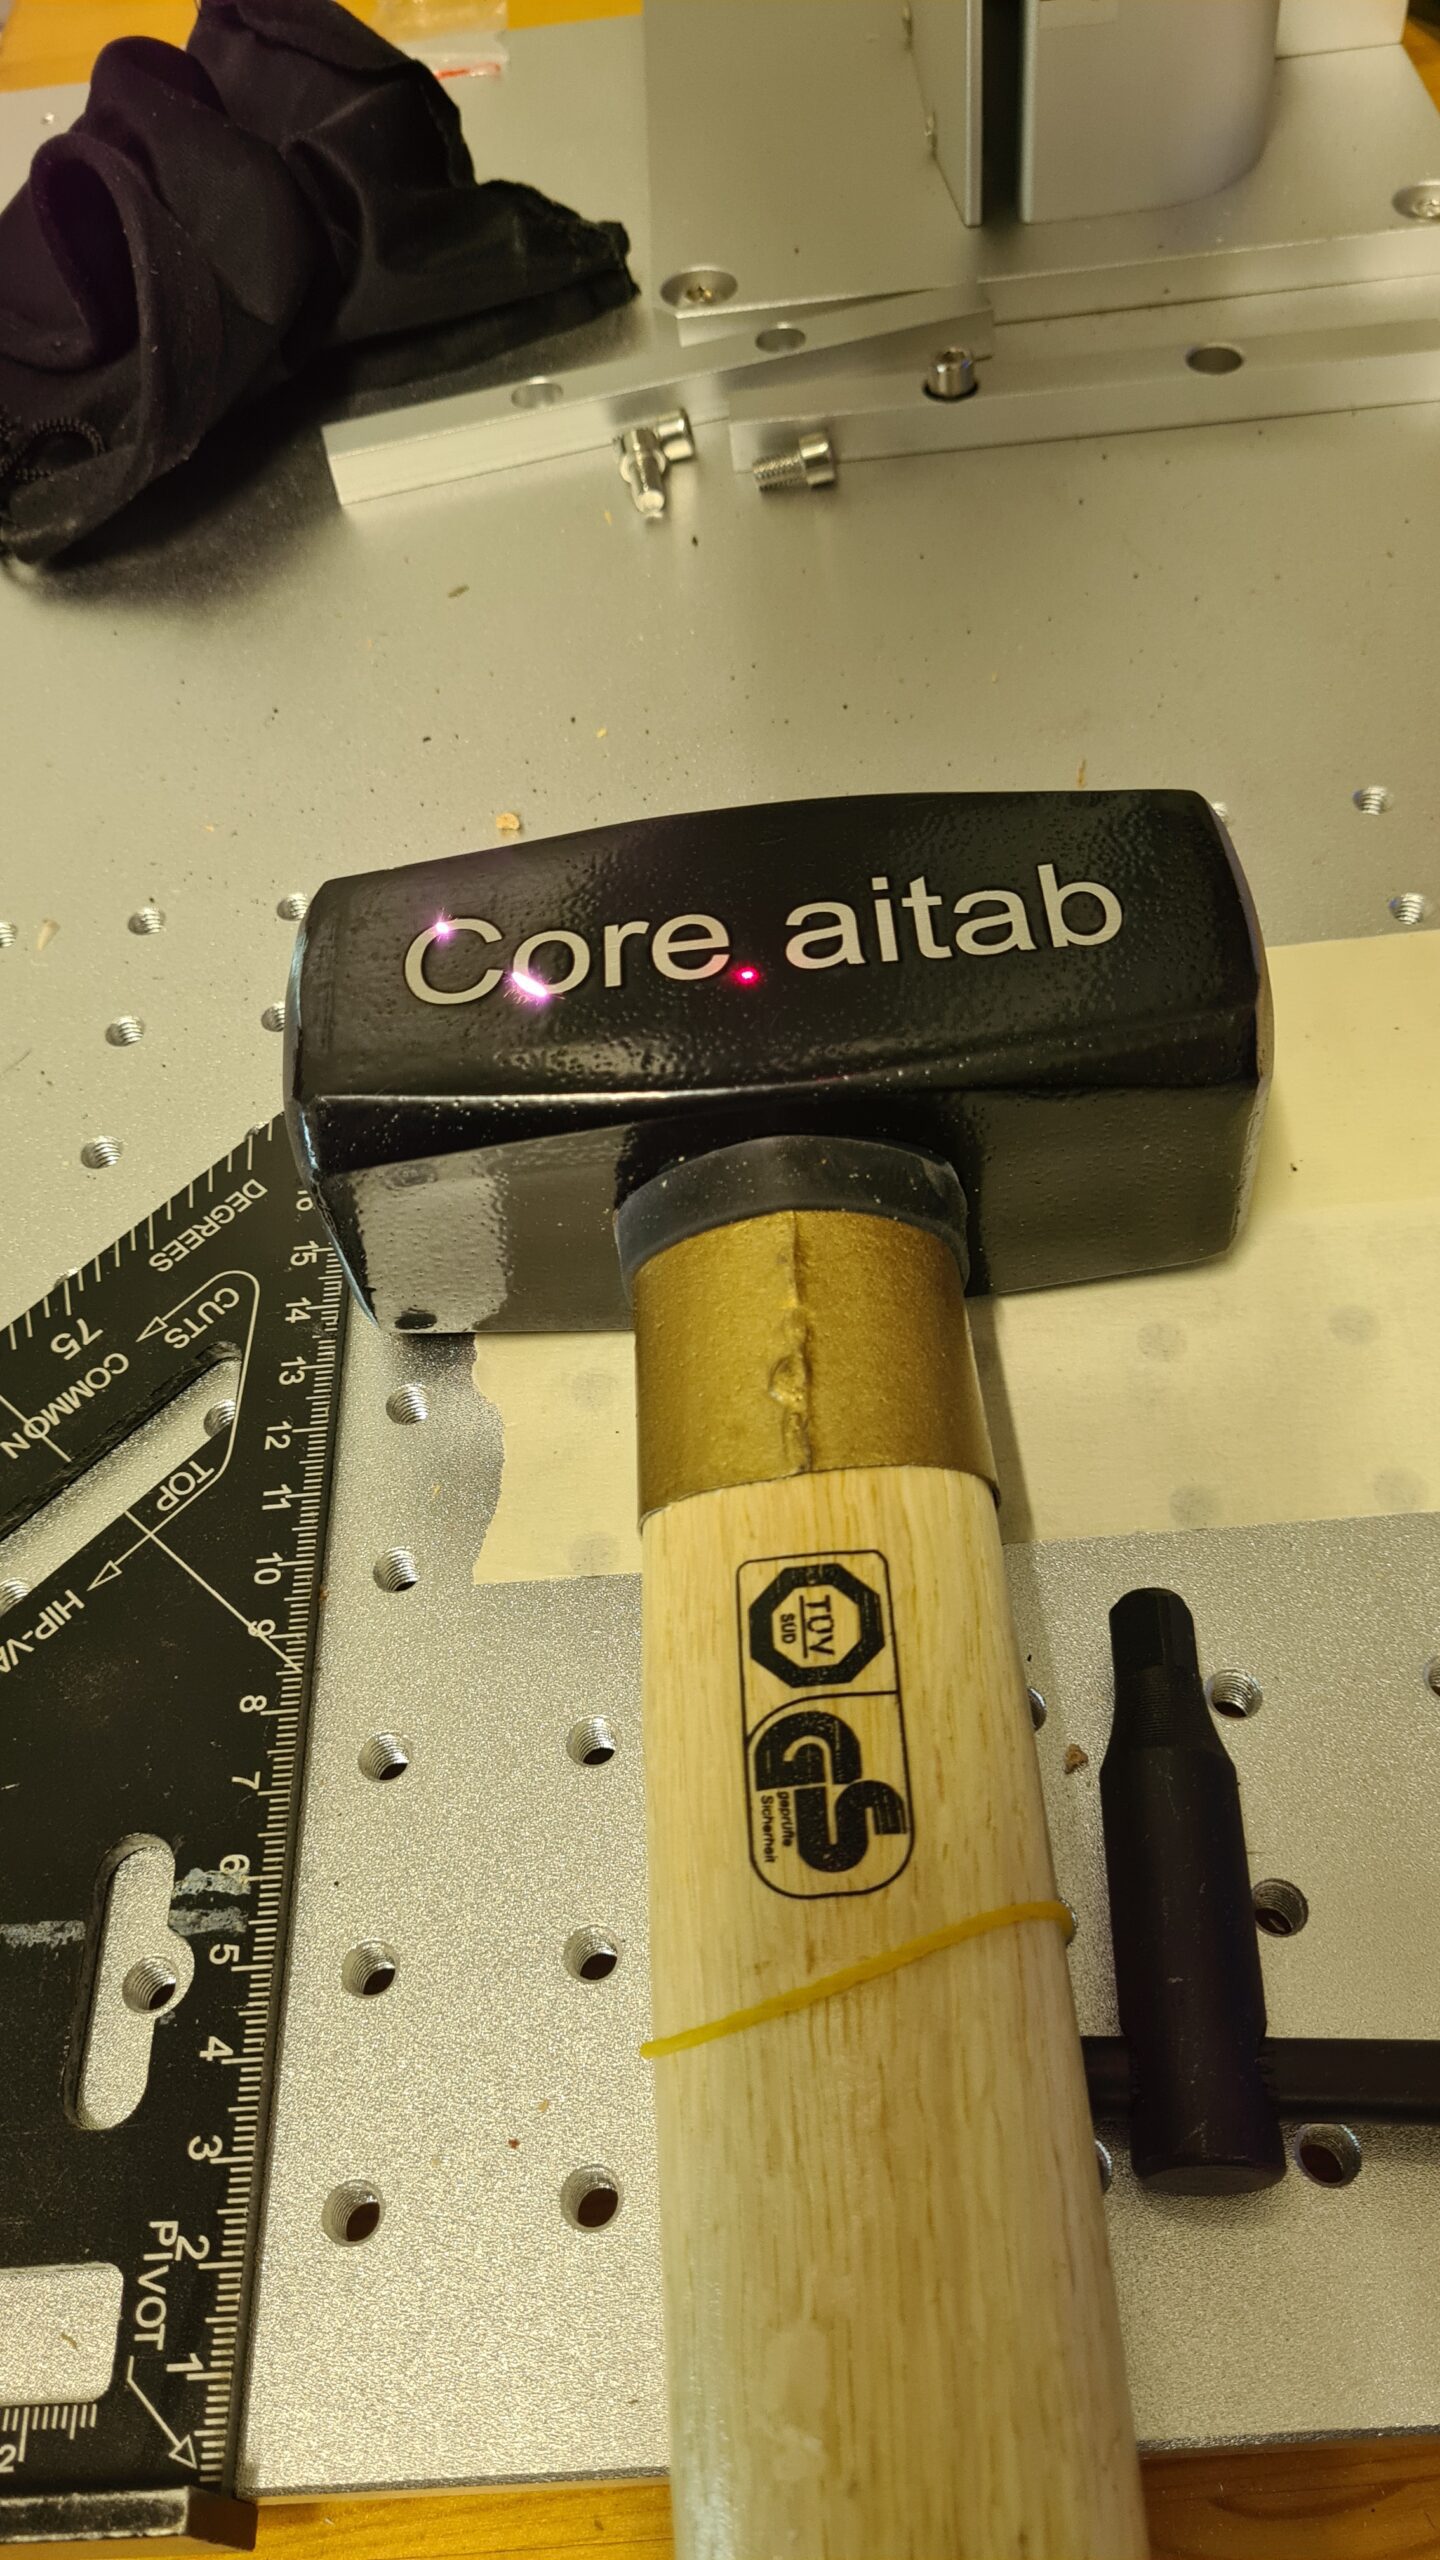 Core aitab
TÜV
SÜD
GS
geprüfte
Sicherheit
DEGREES
CUTS
75
COMMON
TOP
HIP-VA
15
14
13
12
11
10
9
8
7
6
5
4
3
2
1
PIVOT
2